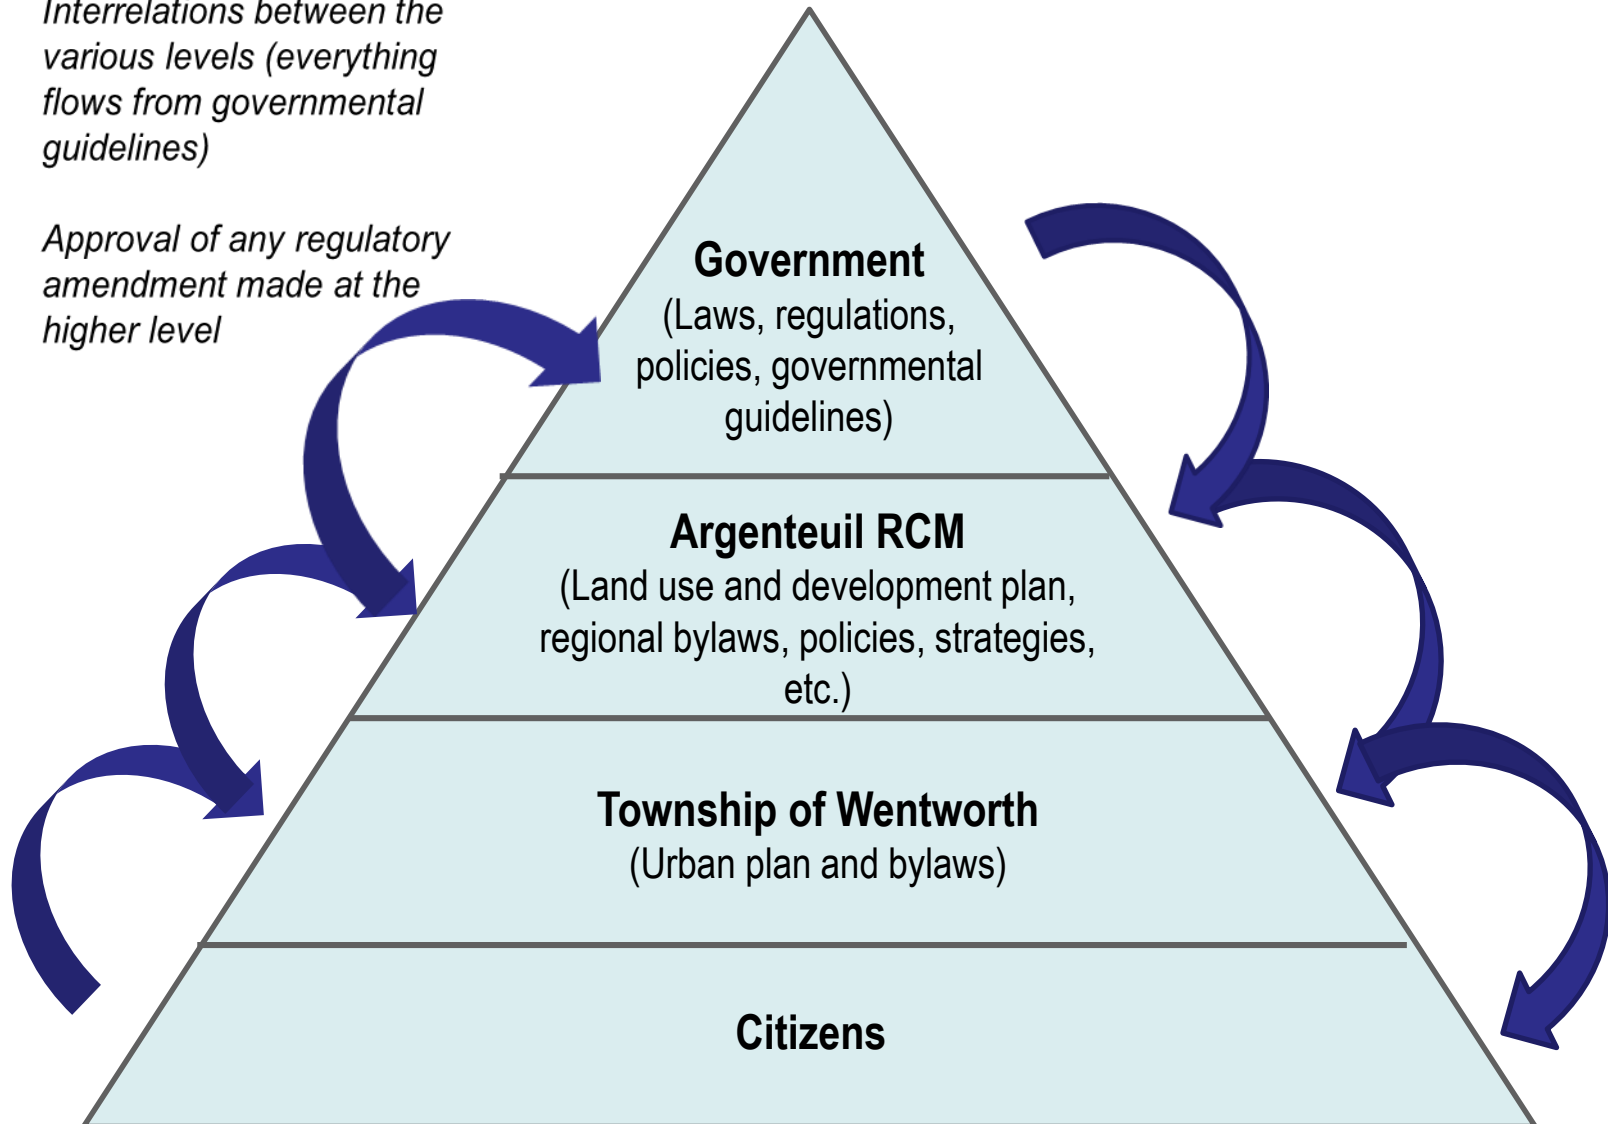 Interrelations between the
various levels (everything
flows from governmental
guidelines)
Approval of any regulatory
amendment made at the
higher level
Government
(Laws, regulations,
policies, governmental
guidelines)
Argenteuil RCM
(Land use and development plan,
regional bylaws, policies, strategies,
etc.)
Township of Wentworth
(Urban plan and bylaws)
Citizens